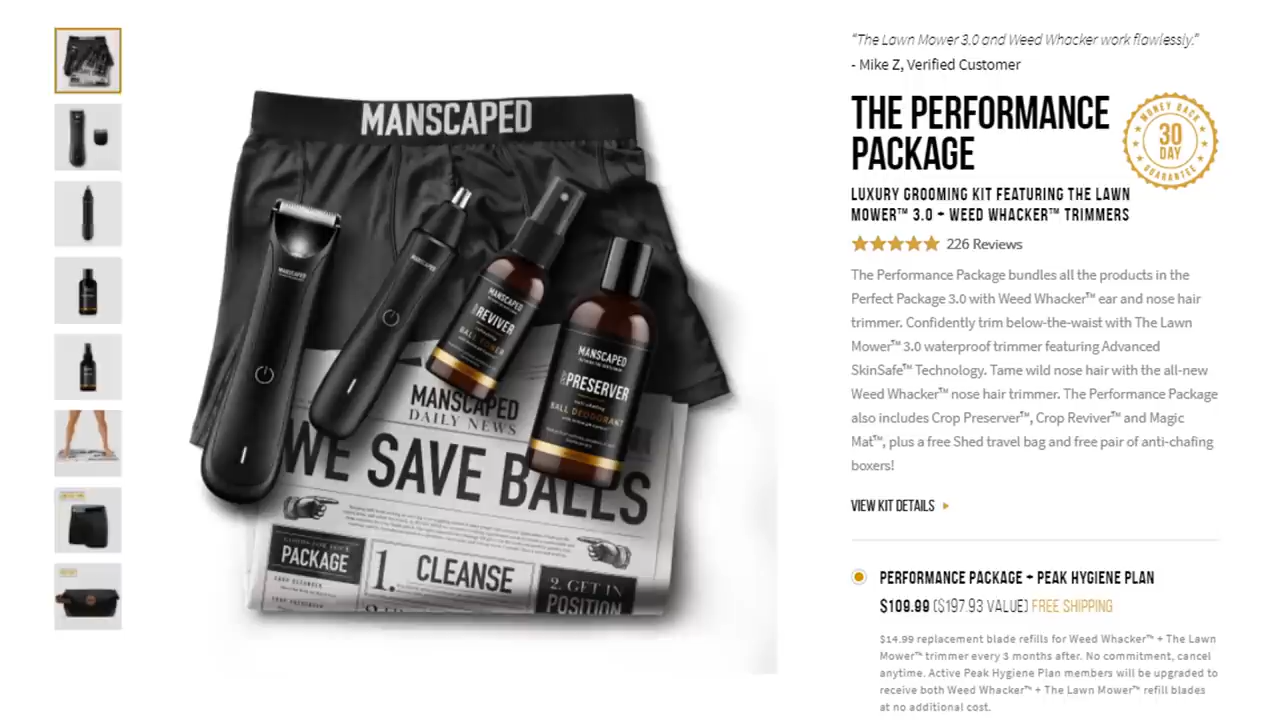 "The Lawn Mower 3.0 and Weed Whacker work flawlessly."
- Mike Z, Verified Customer
THE PERFORMANCE
PACKAGE
MONEY BACK
30
DAY
GUARANTEE
LUXURY GROOMING KIT FEATURING THE LAWN
MOWER™ 3.0 + WEED WHACKER™ TRIMMERS
226 Reviews
The Performance Package bundles all the products in the
Perfect Package 3.0 with Weed Whacker™ ear and nose hair
trimmer. Confidently trim below-the-waist with The Lawn
Mower™ 3.0 waterproof trimmer featuring Advanced
SkinSafe™ Technology. Tame wild nose hair with the all-new
Weed Whacker™ nose hair trimmer. The Performance Package
also includes Crop Preserver™, Crop Reviver™ and Magic
Mat™, plus a free Shed travel bag and free pair of anti-chafing
boxers!
VIEW KIT DETAILS
PERFORMANCE PACKAGE + PEAK HYGIENE PLAN
$109.99 ($197.93 VALUE) FREE SHIPPING
$14.99 replacement blade refills for Weed Whacker™ + The Lawn
Mower™ trimmer every 3 months after. No commitment, cancel
anytime. Active Peak Hygiene Plan members will be upgraded to
receive both Weed Whacker™ + The Lawn Mower™ refill blades
at no additional cost.
MANSCAPED
MANSCAPED
MANSCAPED
MANSCAPED
REVIVER
BALL TONER
MANSCAPED
PRESERVER
BALL DEODORANT
MANSCAPED
DAILY NEWS
WE SAVE BALLS
PACKAGE
1. CLEANSE
2. GET IN
POSITION